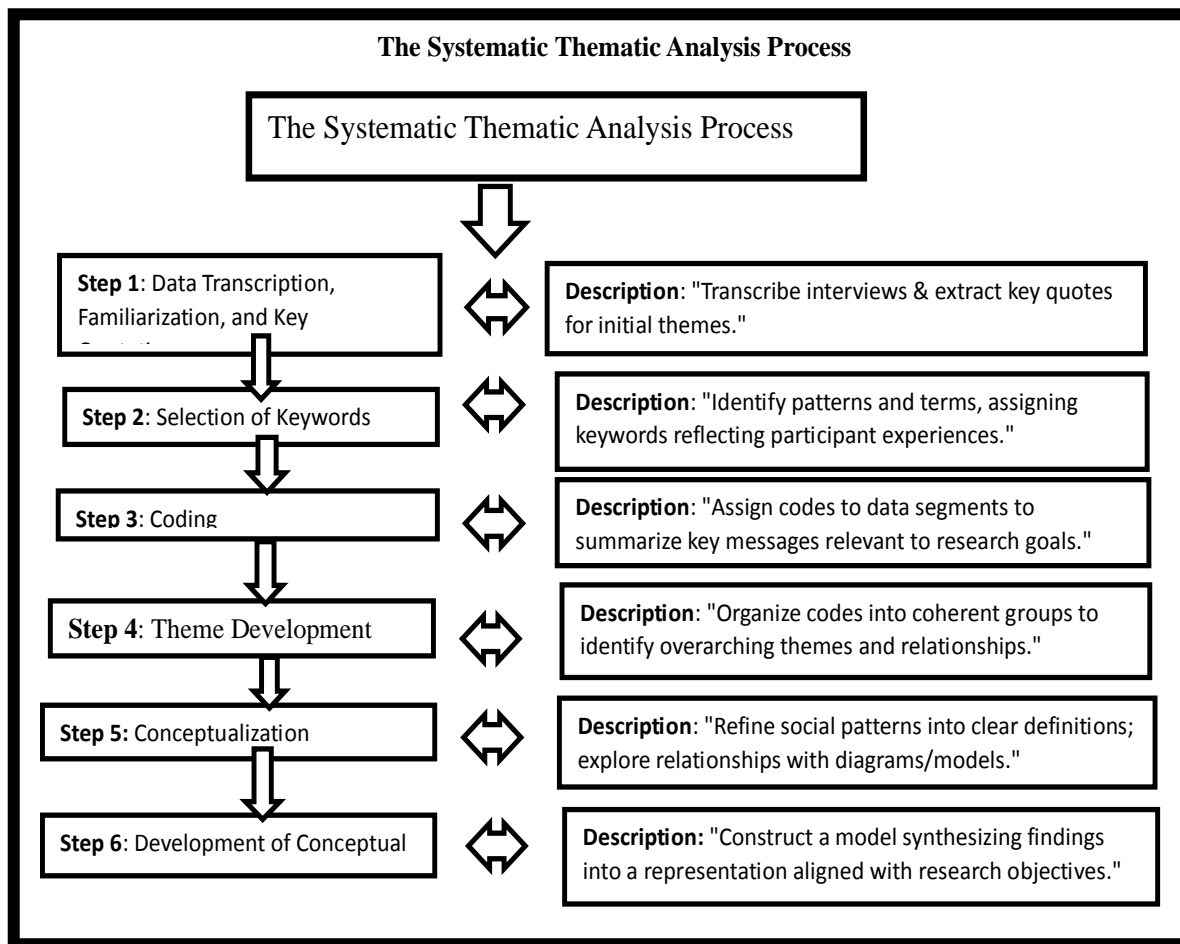 The Systematic Thematic Analysis Process
The Systematic Thematic Analysis Process
Step 1: Data Transcription,
Familiarization, and Key
Description: "Transcribe interviews & extract key quotes
for initial themes."
Step 2: Selection of Keywords
Description: "Identify patterns and terms, assigning
keywords reflecting participant experiences."
Step 3: Coding
Description: "Assign codes to data segments to
summarize key messages relevant to research goals."
Step 4: Theme Development
Description: "Organize codes into coherent groups to
identify overarching themes and relationships."
Step 5: Conceptualization
Description: "Refine social patterns into clear definitions;
explore relationships with diagrams/models."
Step 6: Development of Conceptual
Description: "Construct a model synthesizing findings
into a representation aligned with research objectives."